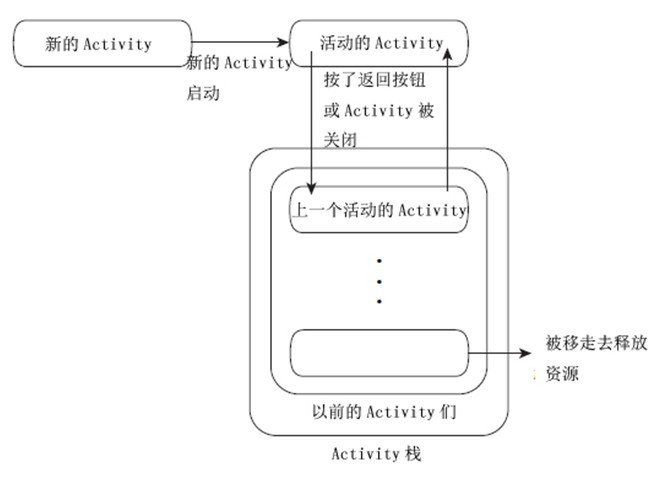 新的 Activity
活动的 Activity
新的 Activity
启动
按了返回按钮
或 Activity 被
关闭
上一个活动的 Activity
被移走去释放
资源
以前的 Activity 们
Activity 栈